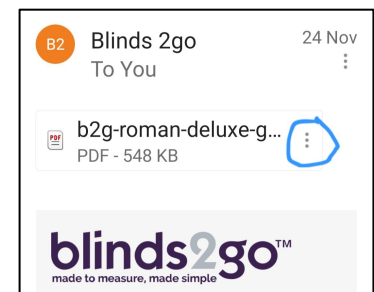 B2
Blinds 2go
24 Nov
To You
PDF
b2g-roman-deluxe-g...
PDF - 548 KB
blinds2go™
made to measure, made simple